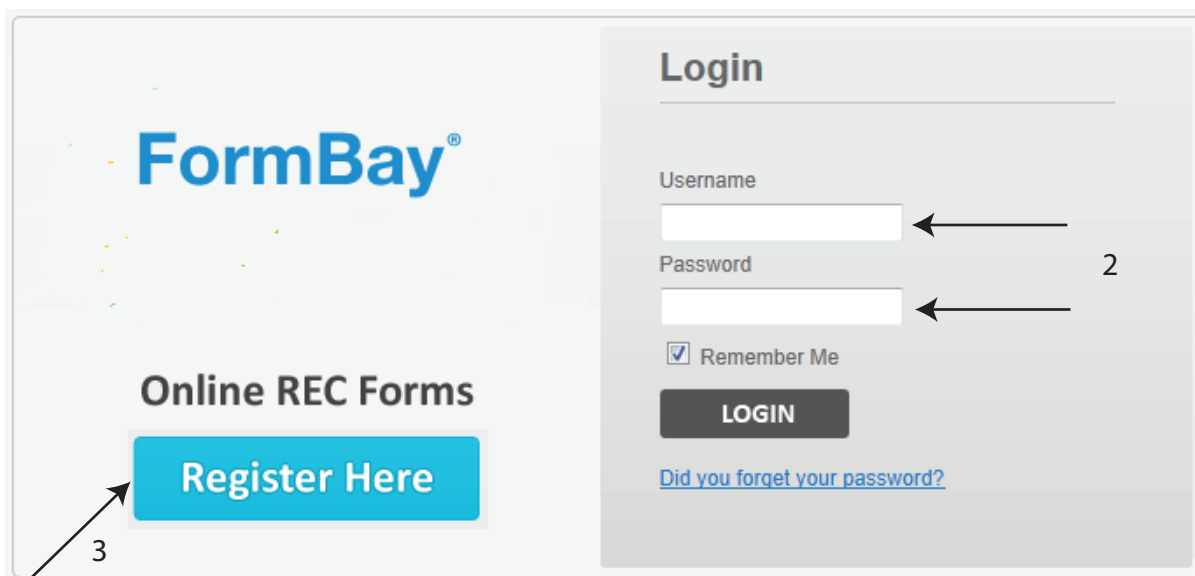 FormBay®
Online REC Forms
Register Here
3
Login
Username
Password
2
Remember Me
LOGIN
Did you forget your password?